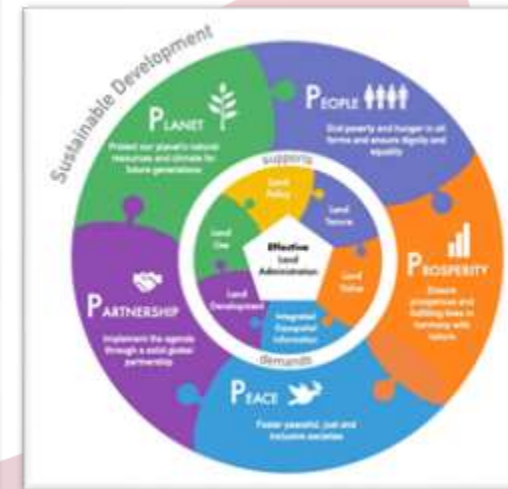 Sustainable Development
PLANET
Protect our planet's natural
resources and climate for
future generations
PEOPLE
End poverty and hunger in all
forms and ensure dignity and
equality
PROSPERITY
Ensure
prosperous and
fulfilling lives in
harmony with
nature
PEACE
Foster peaceful, just and
inclusive societies
PARTNERSHIP
Implement the agenda
through a solid global
partnership
supports
Land
Policy
Land
Tenure
Land
Value
Integrated
Geospatial
Information
Land
Development
Land
Use
Effective
Land
Administration
demands